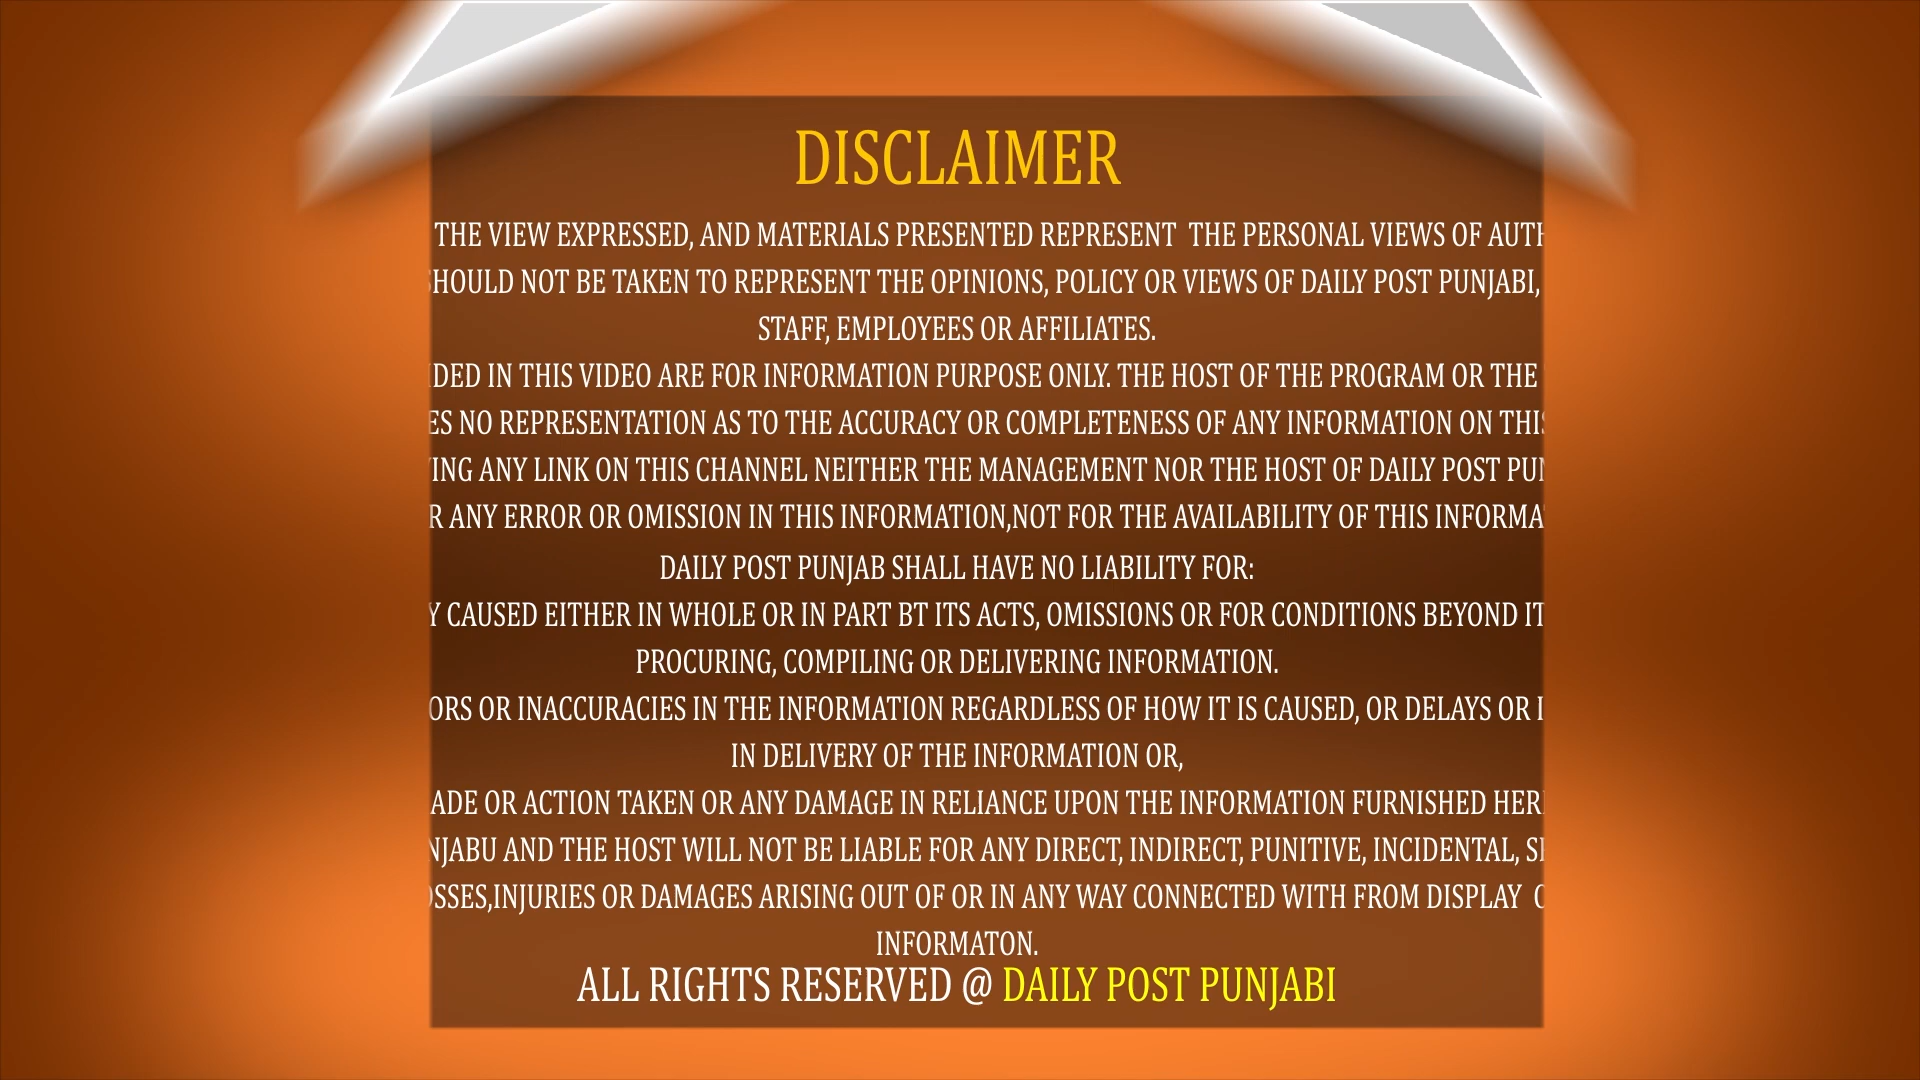 DISCLAIMER
THE VIEW EXPRESSED, AND MATERIALS PRESENTED REPRESENT THE PERSONAL VIEWS OF
SHOULD NOT BE TAKEN TO REPRESENT THE OPINIONS, POLICY OR VIEWS OF DAILY POST PUNJABI,
STAFF, EMPLOYEES OR AFFILIATES.
IN THIS VIDEO ARE FOR INFORMATION PURPOSE ONLY. THE HOST OF THE PROGRAM OR THE
NO REPRESENTATION AS TO THE ACCURACY OR COMPLETENESS OF ANY INFORMATION ON THIS
ANY LINK ON THIS CHANNEL NEITHER THE MANAGEMENT NOR THE HOST OF DAILY POST
ANY ERROR OR OMISSION IN THIS INFORMATION,NOT FOR THE AVAILABILITY OF THIS
DAILY POST PUNJAB SHALL HAVE NO LIABILITY FOR:
CAUSED EITHER IN WHOLE OR IN PART BT ITS ACTS, OMISSIONS OR FOR CONDITIONS BEYOND
PROCURING, COMPILING OR DELIVERING INFORMATION.
OR INACCURACIES IN THE INFORMATION REGARDLESS OF HOW IT IS CAUSED, OR DELAYS OR
IN DELIVERY OF THE INFORMATION OR,
OR ACTION TAKEN OR ANY DAMAGE IN RELIANCE UPON THE INFORMATION FURNISHED
AND THE HOST WILL NOT BE LIABLE FOR ANY DIRECT, INDIRECT, PUNITIVE, INCIDENTAL,
OR DAMAGES ARISING OUT OF OR IN ANY WAY CONNECTED WITH FROM DISPLAY
INFORMATON.
ALL RIGHTS RESERVED @ DAILY POST PUNJABI